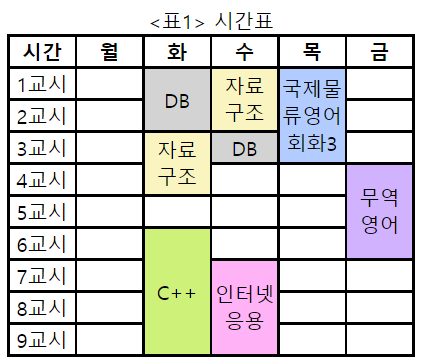 <표1> 시간표
시간 월 화 수 목 금
1교시
2교시
3교시
4교시
5교시
6교시
7교시
8교시
9교시
DB
자료
구조
C++
자료
구조
DB
인터넷
응용
국제물
류영어
회화3
무역
영어